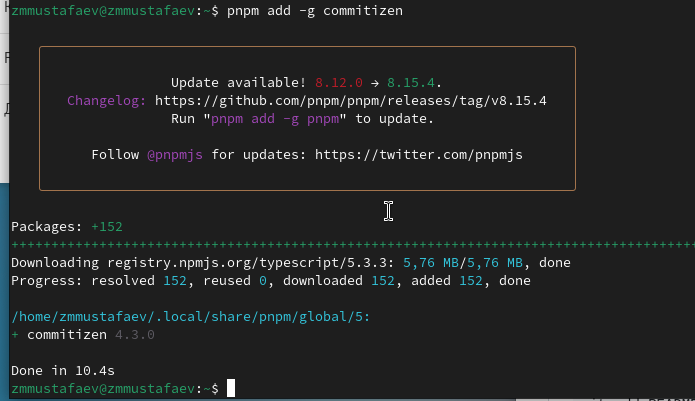 zmmustafaev@zmmustafaev:~$ pnpm add -g commitizen
Update available! 8.12.0 → 8.15.4.
Changelog: https://github.com/pnpm/pnpm/releases/tag/v8.15.4
Run "pnpm add -g pnpm" to update.
Follow @pnpmjs for updates: https://twitter.com/pnpmjs
Packages: +152
++++++++++++++++++++++++++++++++++++++++++++++++++++++++++++++++++++++++++++++++++++++
Downloading registry.npmjs.org/typescript/5.3.3: 5,76 MB/5,76 MB, done
Progress: resolved 152, reused 0, downloaded 152, added 152, done
/home/zmmustafaev/.local/share/pnpm/global/5:
+ commitizen 4.3.0
Done in 10.4s
zmmustafaev@zmmustafaev:~$